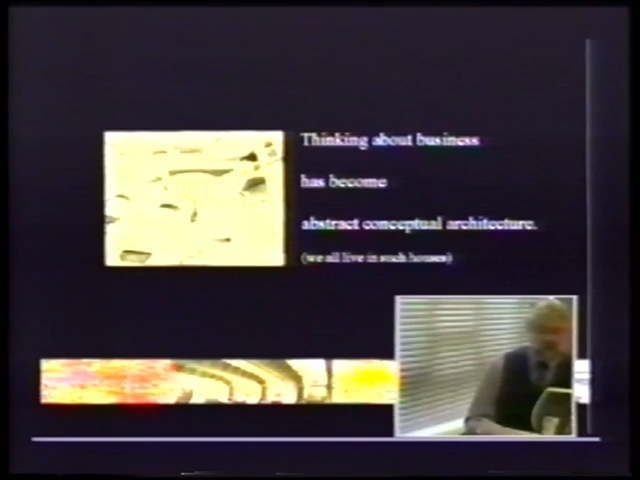 Thinking about business
has become
abstract conceptual architecture.
(we all live in such houses)